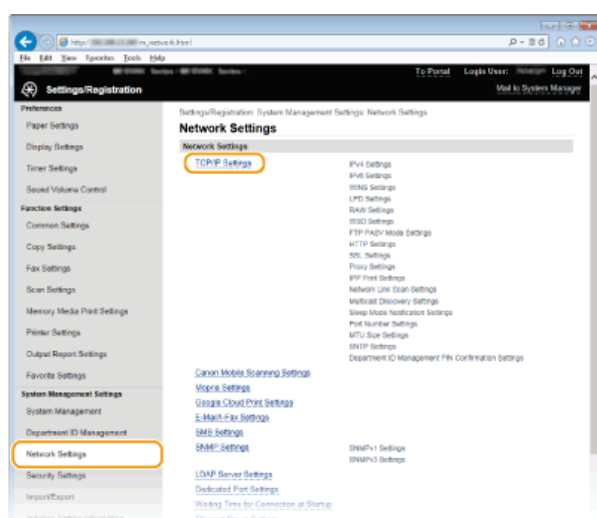 http://
m_network.html
File Edit View Favorites Tools Help
To Portal Login User: Log Out
Settings/Registration
Mail to System Manager
Preferences
Paper Settings
Display Settings
Timer Settings
Sound Volume Control
Function Settings
Common Settings
Copy Settings
Fax Settings
Scan Settings
Memory Media Print Settings
Printer Settings
Output Report Settings
Favorite Settings
System Management Settings
System Management
Department ID Management
Network Settings
Security Settings
Import/Export
Settings/Registration: System Management Settings: Network Settings
Network Settings
Network Settings
TCP/IP Settings
IPv4 Settings
IPv6 Settings
WINS Settings
LPD Settings
RAW Settings
WSD Settings
FTP PASV Mode Settings
HTTP Settings
SSL Settings
Proxy Settings
IPP Print Settings
Network Link Scan Settings
Multicast Discovery Settings
Sleep Mode Notification Settings
Port Number Settings
MTU Size Settings
SNTP Settings
Department ID Management PIN Confirmation Settings
Canon Mobile Scanning Settings
Mopria Settings
Google Cloud Print Settings
E-Mail/I-Fax Settings
SMB Settings
SNMP Settings
SNMPv1 Settings
SNMPv3 Settings
LDAP Server Settings
Dedicated Port Settings
Waiting Time for Connection at Startup